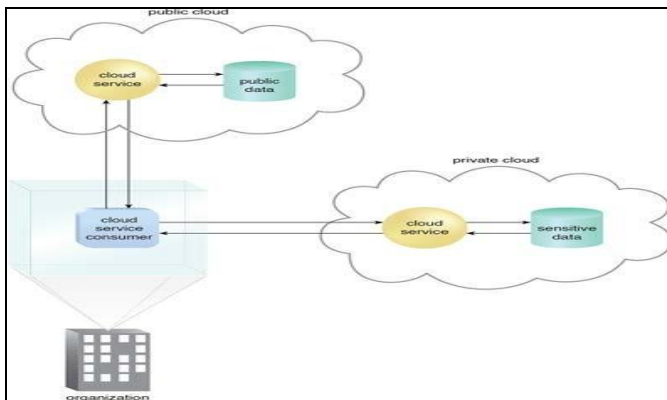 public cloud
cloud
service
public
data
private cloud
cloud
service
consumer
cloud
service
sensitive
data
organization